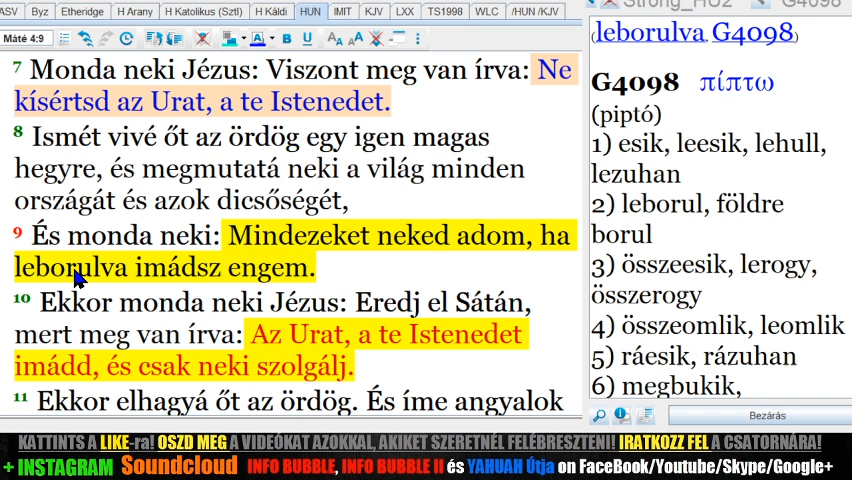 ASV Byz Etheridge H Arany H Katolikus (Sztl) H Káldi HUN IMIT KJV LXX TS1998 WLC /HUN /KJV
Strong_HU2 G4098
Máté 4:9
B U
7 Monda neki Jézus: Viszont meg van írva: Ne
kísértsd az Urat, a te Istenedet.
8 Ismét vivé őt az ördög egy igen magas
hegyre, és megmutatá neki a világ minden
országát és azok dicsőségét,
9 És monda neki: Mindezeket neked adom, ha
leborulva imádsz engem.
10 Ekkor monda neki Jézus: Eredj el Sátán,
mert meg van írva: Az Urat, a te Istenedet
imádd, és csak neki szolgálj.
11 Ekkor elhagyá őt az ördög. És íme angyalok
(leborulva, G4098)
G4098 πίπτω
(piptó)
1) esik, leesik, lehull,
lezuhan
2) leborul, földre
borul
3) összeesik, lerogy,
összerogy
4) összeomlik, leomlik
5) ráesik, rázuhan
6) megbukik,
Bezárás
KATTINTS A LIKE-ra! OSZD MEG A VIDEÓKAT AZOKKAL, AKIKET SZERETNÉL FELÉBRESZTENI! IRATKOZZ FEL A CSATORNÁRA!
+ INSTAGRAM Soundcloud INFO BUBBLE, INFO BUBBLE II és YAHUAH Útja on FaceBook/Youtube/Skype/Google+